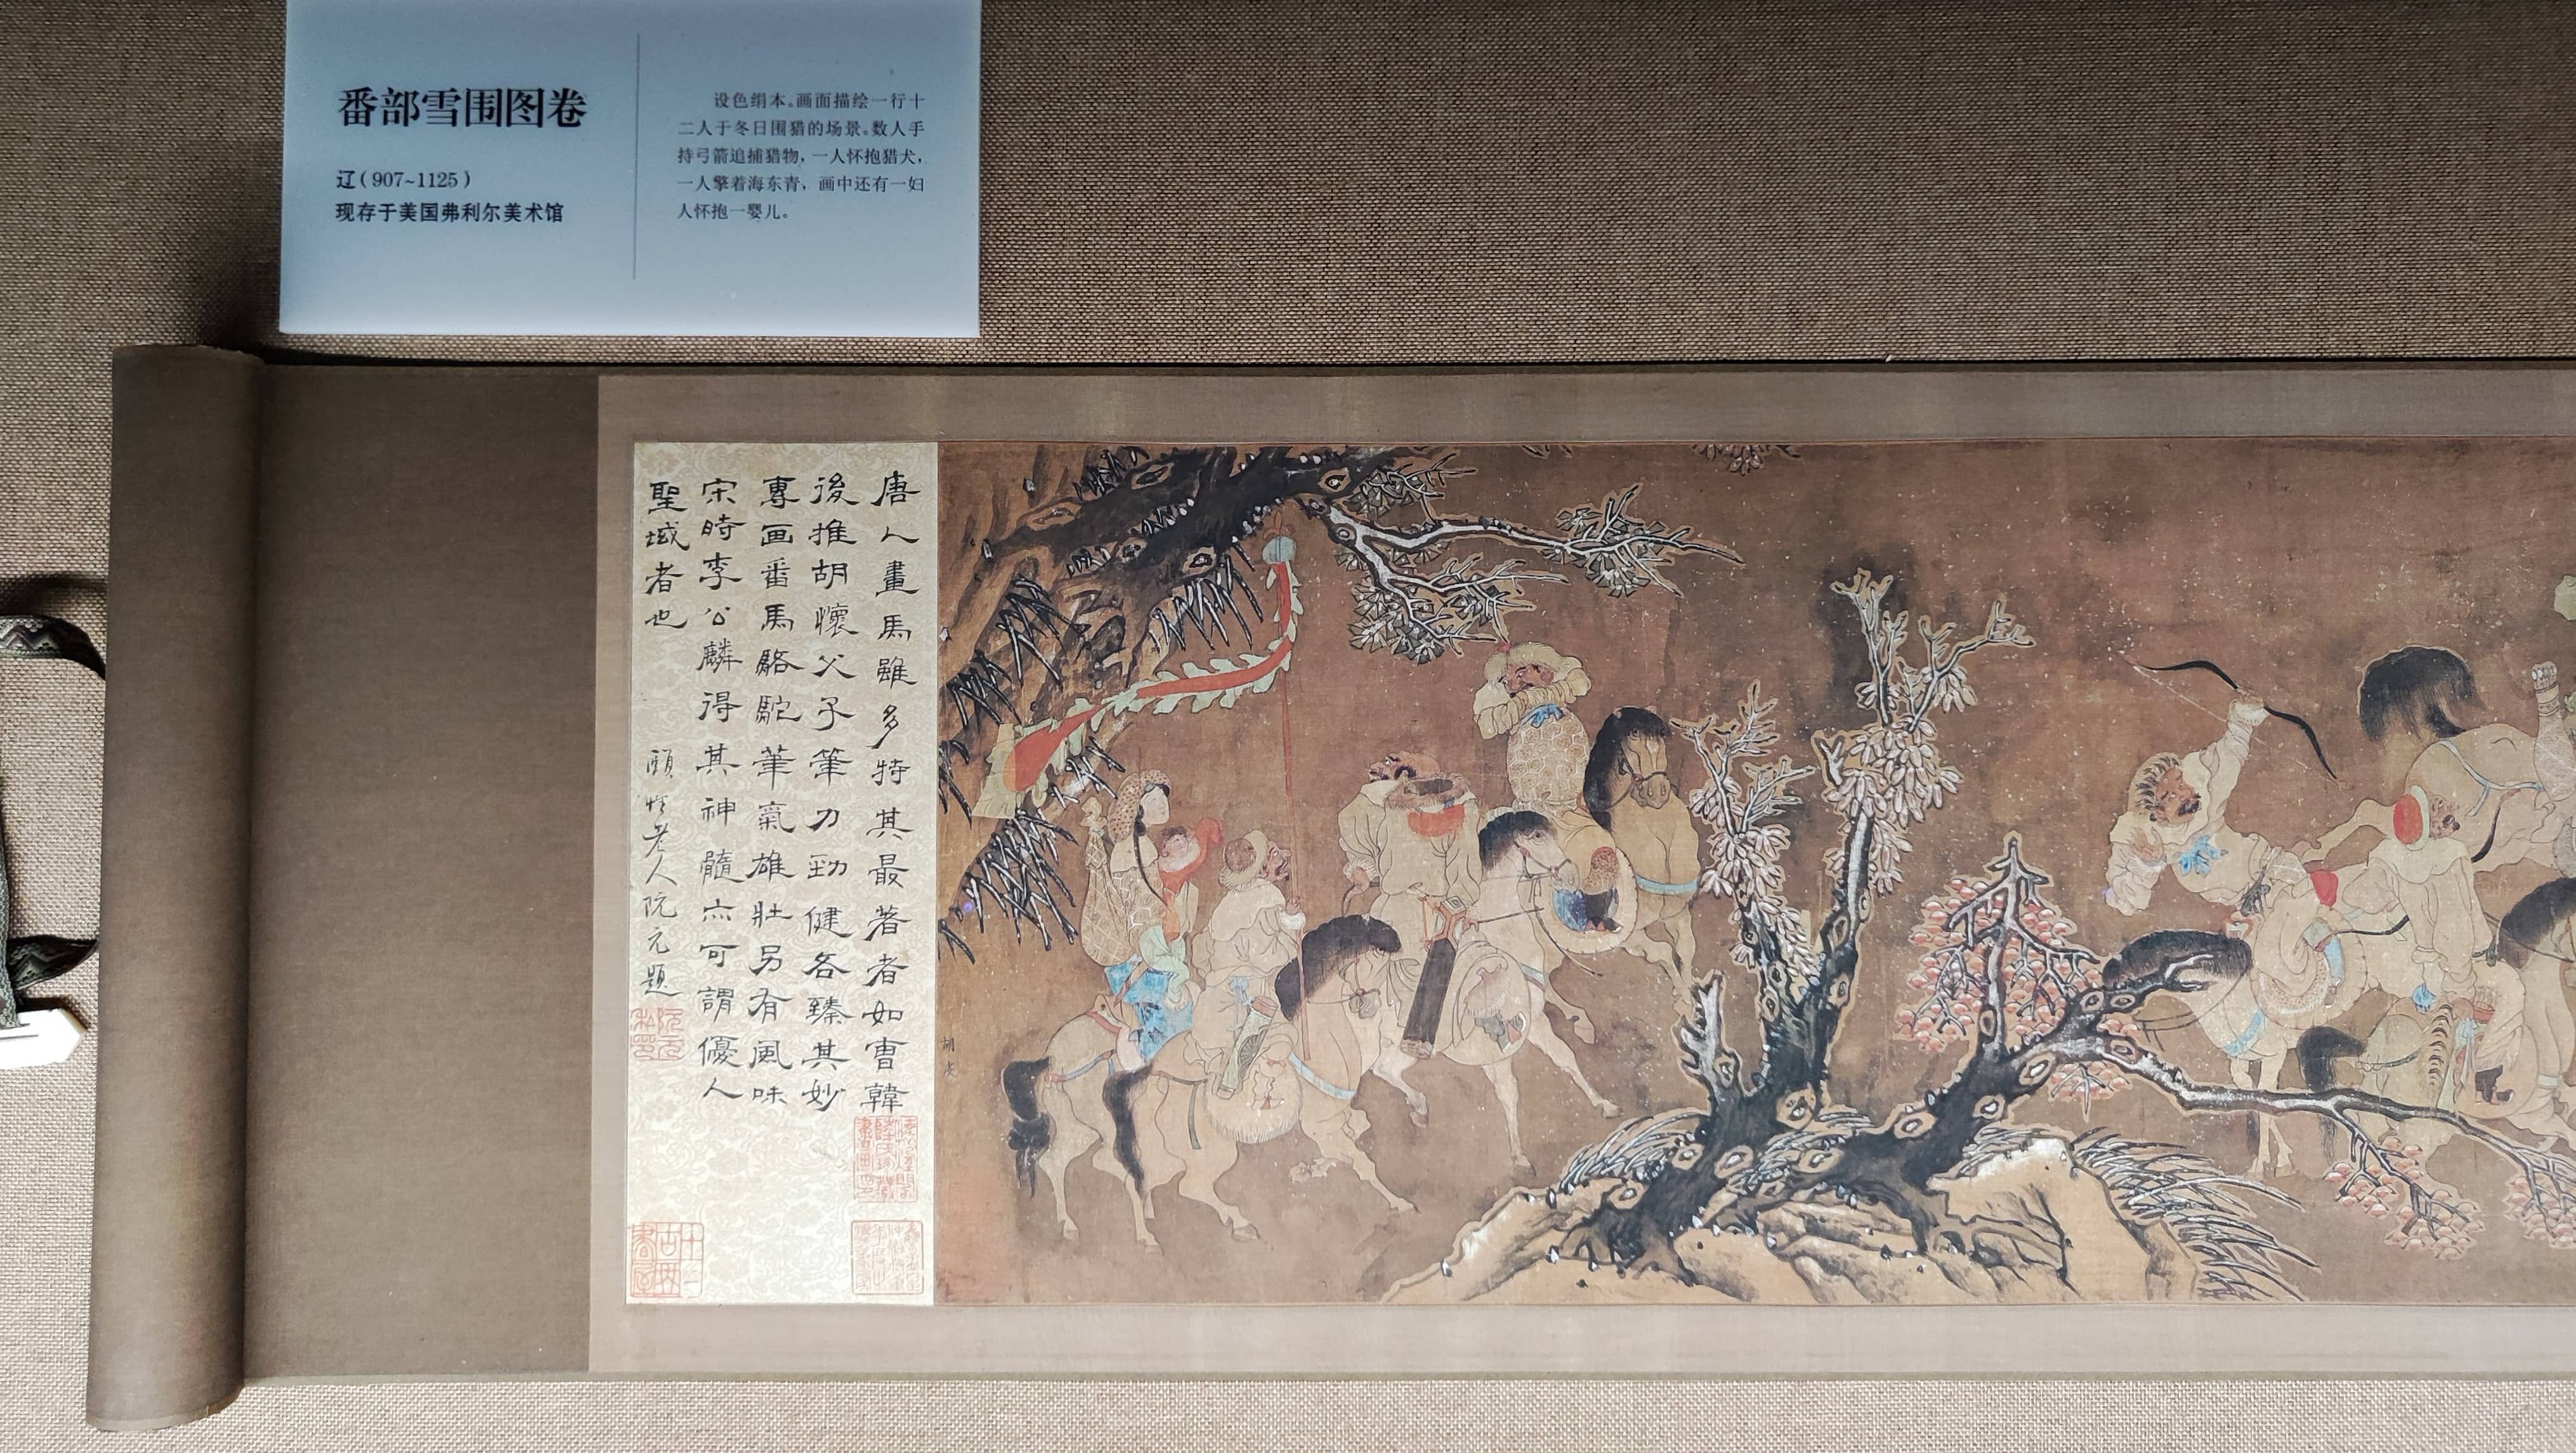 番部雪围图卷
辽(907~1125)
现存于美国弗利尔美术馆
设色绢本。画面描绘一行十
二人于冬日围猎的场景。数人手
持弓箭追捕猎物,一人怀抱猎犬,
一人擎着海东青,画中还有一妇
人怀抱一婴儿。
唐人畫馬雖多特其最著者如曺韓
後推胡懷父子筆力勁健各臻其妙
專画番馬駱駝筆氣雄壯另有風味
宋時李公麟得其神髓亦可謂優人
聖域者也
頤性老人阮元題